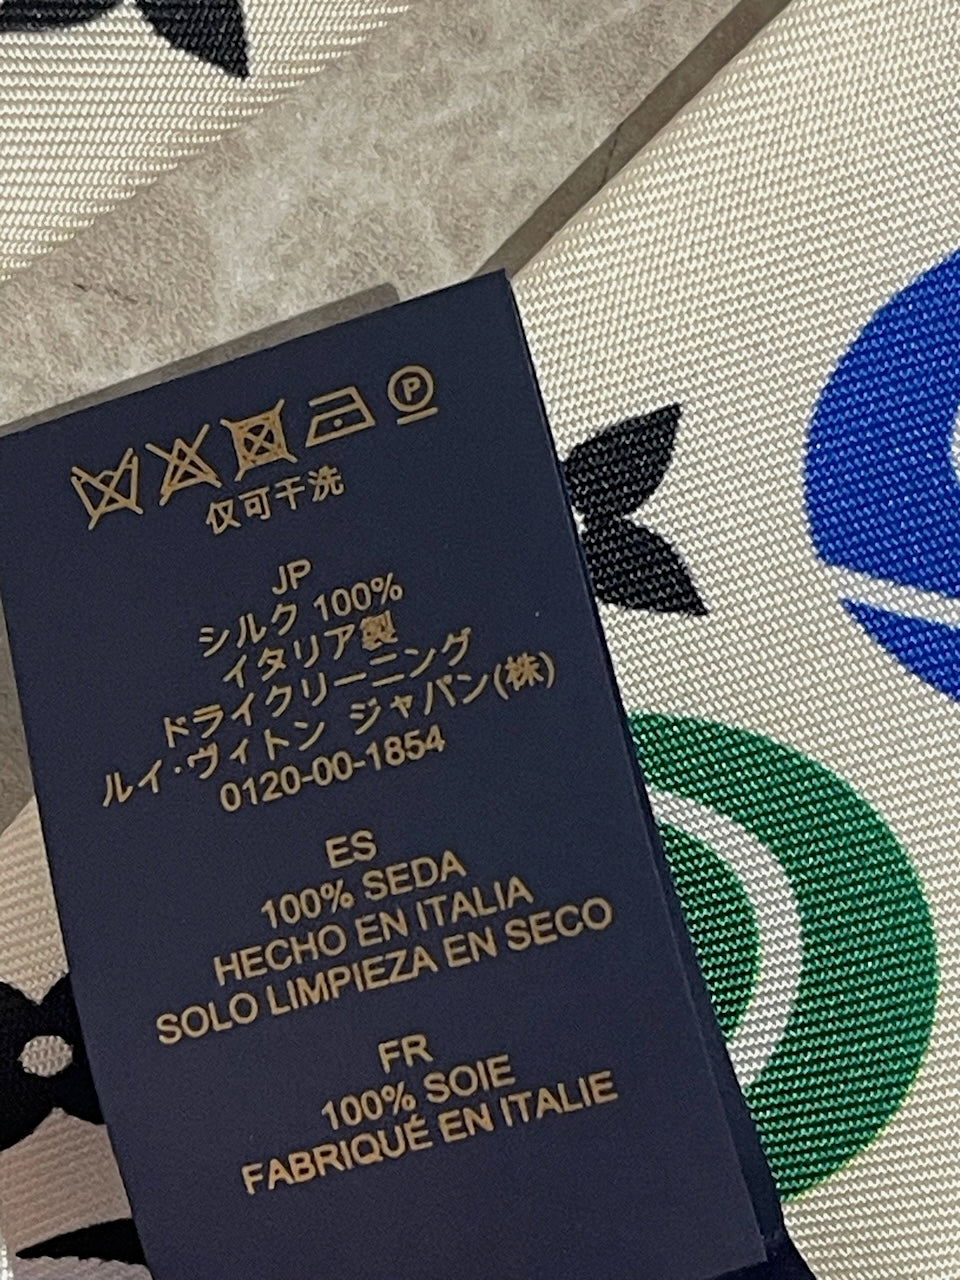 P
仅可干洗
JP
シルク 100%
イタリア製
ドライクリーニング
ルイ·ヴィトン ジャパン(株)
0120-00-1854
ES
100% SEDA
HECHO EN ITALIA
SOLO LIMPIEZA EN SECO
FR
100% SOIE
FABRIQUÉ EN ITALIE